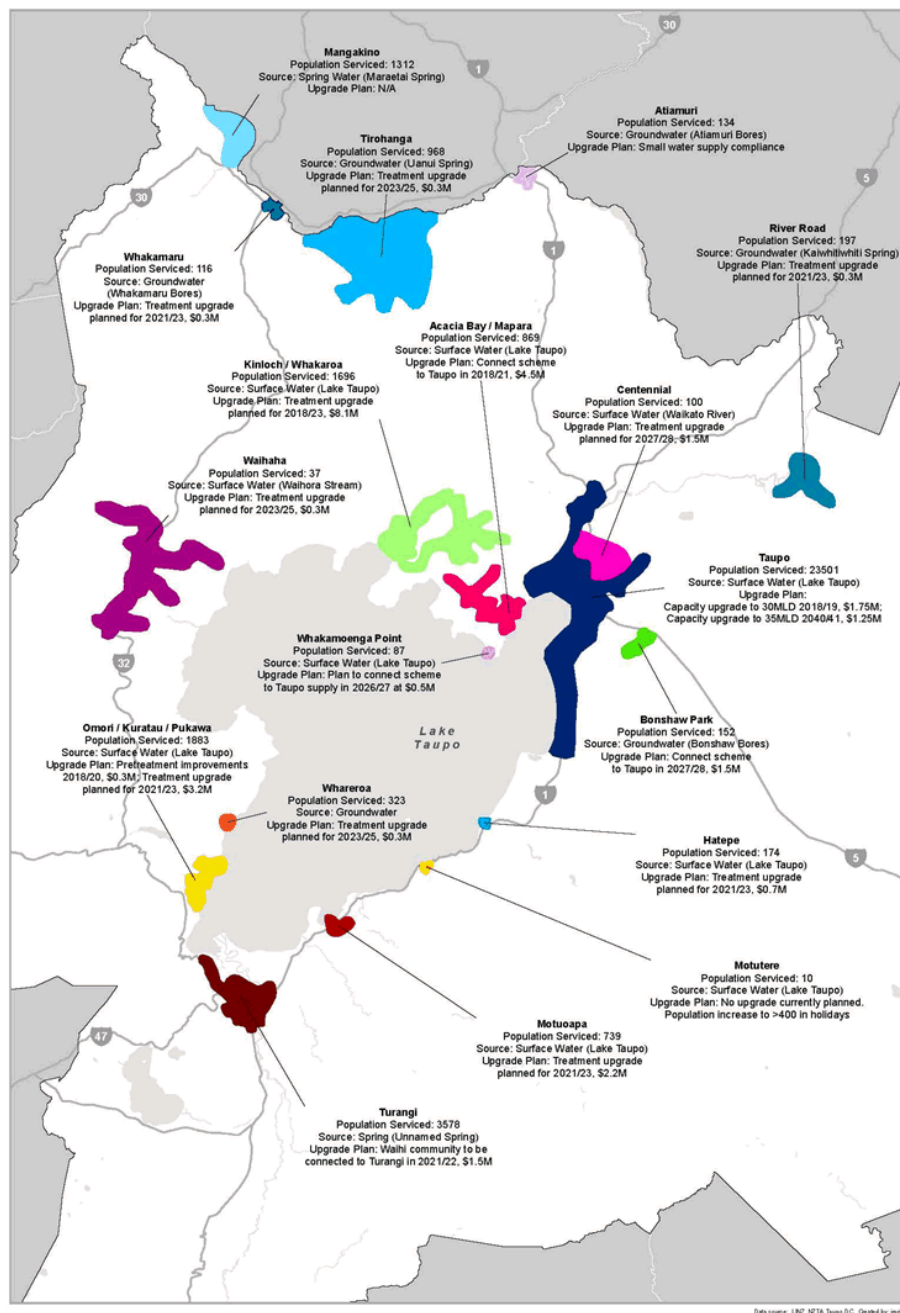 30
Mangakino
Population Serviced: 1312
Source: Spring Water (Maraetai Spring)
Upgrade Plan: N/A
1
Atiamuri
Population Serviced: 134
Source: Groundwater (Atiamuri Bores)
Upgrade Plan: Small water supply compliance
Tirohanga
Population Serviced: 968
Source: Groundwater (Uanui Spring)
Upgrade Plan: Treatment upgrade
planned for 2023/25, $0.3M
5
30
River Road
Population Serviced: 197
Source: Groundwater (Kaiwhitiwhiti Spring)
Upgrade Plan: Treatment upgrade
planned for 2021/23, $0.3M
1
Whakamaru
Population Serviced: 116
Source: Groundwater
(Whakamaru Bores)
Upgrade Plan: Treatment upgrade
planned for 2021/23, $0.3M
Acacia Bay / Mapara
Population Serviced: 869
Source: Surface Water (Lake Taupo)
Upgrade Plan: Connect scheme
to Taupo in 2018/21, $4.5M
Kinloch / Whakaroa
Population Serviced: 1696
Source: Surface Water (Lake Taupo)
Upgrade Plan: Treatment upgrade
planned for 2018/23, $8.1M
Centennial
Population Serviced: 100
Source: Surface Water (Waikato River)
Upgrade Plan: Treatment upgrade
planned for 2027/28, $1.5M
Waihaha
Population Serviced: 37
Source: Surface Water (Waihora Stream)
Upgrade Plan: Treatment upgrade
planned for 2023/25, $0.3M
Taupo
Population Serviced: 23501
Source: Surface Water (Lake Taupo)
Upgrade Plan:
Capacity upgrade to 30MLD 2018/19, $1.75M;
Capacity upgrade to 35MLD 2040/41, $1.25M
Whakamoenga Point
Population Serviced: 87
Source: Surface Water (Lake Taupo)
Upgrade Plan: Plan to connect scheme
to Taupo supply in 2026/27 at $0.5M
32
Lake
Taupo
Bonshaw Park
Population Serviced: 152
Source: Groundwater (Bonshaw Bores)
Upgrade Plan: Connect scheme
to Taupo in 2027/28, $1.5M
Omori / Kuratau / Pukawa
Population Serviced: 1883
Source: Surface Water (Lake Taupo)
Upgrade Plan: Pretreatment improvements
2018/20, $0.3M; Treatment upgrade
planned for 2021/23, $3.2M
Whareroa
Population Serviced: 323
Source: Groundwater
Upgrade Plan: Treatment upgrade
planned for 2023/25, $0.3M
1
5
Hatepe
Population Serviced: 174
Source: Surface Water (Lake Taupo)
Upgrade Plan: Treatment upgrade
planned for 2021/23, $0.7M
Motutere
Population Serviced: 10
Source: Surface Water (Lake Taupo)
Upgrade Plan: No upgrade currently planned.
Population increase to >400 in holidays
47
Motuoapa
Population Serviced: 739
Source: Surface Water (Lake Taupo)
Upgrade Plan: Treatment upgrade
planned for 2021/23, $2.2M
Turangi
Population Serviced: 3578
Source: Spring (Unnamed Spring)
Upgrade Plan: Waihi community to be
connected to Turangi in 2021/22, $1.5M
Data source: LINZ, NZTA, Taupo D.C. Created by: